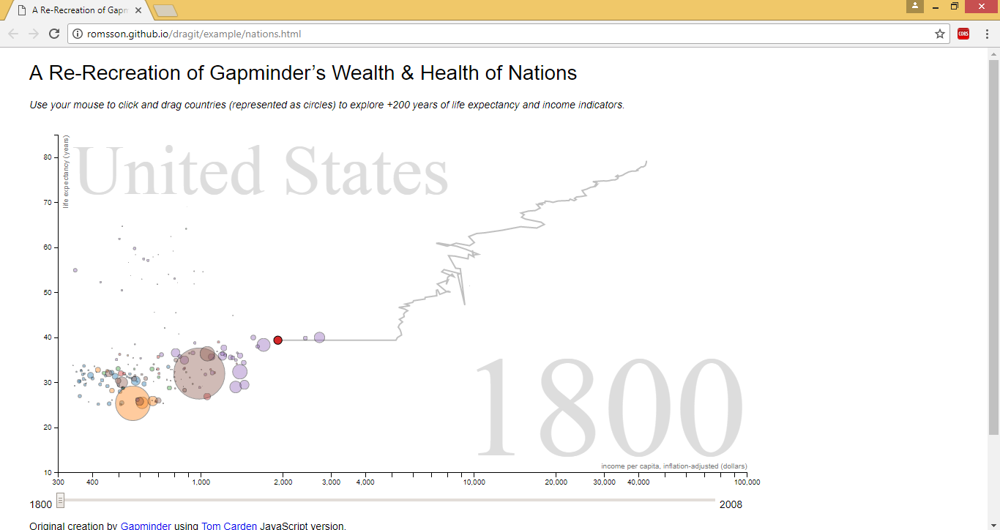 A Re-Recreation of Gapm
romsson.github.io/dragit/example/nations.html
CORS
A Re-Recreation of Gapminder’s Wealth & Health of Nations
Use your mouse to click and drag countries (represented as circles) to explore +200 years of life expectancy and income indicators.
life expectancy (years)
United States
80
70
60
50
40
30
20
10
1800
income per capita, inflation-adjusted (dollars)
300 400 1,000 2,000 3,000 4,000 10,000 20,000 30,000 40,000 100,000
1800 2008
Original creation by Gapminder using Tom Carden JavaScript version.